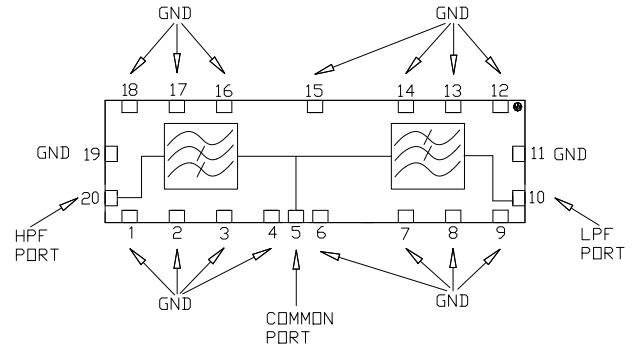 GND GND
18 17 16 15 14 13 12
GND 19 11 GND
20 10
HPF
PORT
LPF
PORT
1 2 3 4 5 6 7 8 9
GND GND
COMMON
PORT